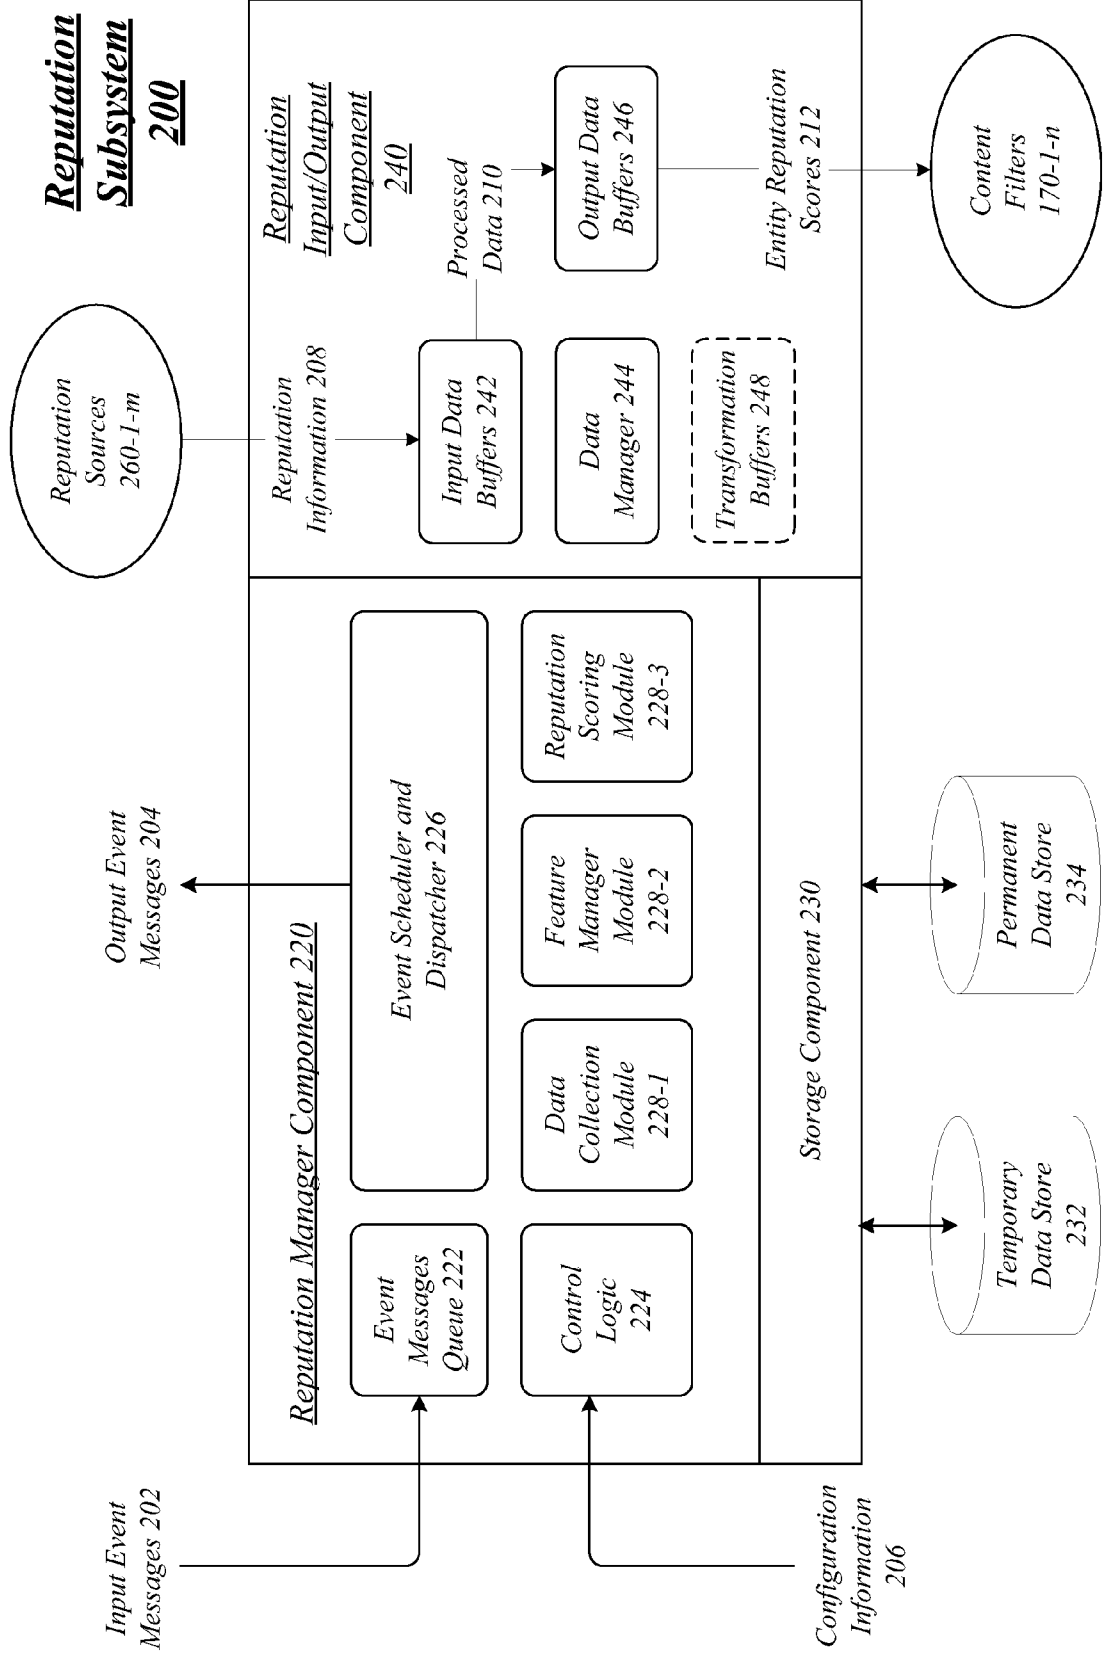 Reputation
Subsystem
200
Reputation
Sources
260-1-m
Output Event
Messages 204
Input Event
Messages 202
Reputation Manager Component 220
Event
Messages
Queue 222
Event Scheduler and
Dispatcher 226
Control
Logic
224
Data
Collection
Module
228-1
Feature
Manager
Module
228-2
Reputation
Scoring
Module
228-3
Reputation
Input/Output
Component
240
Reputation
Information 208
Input Data
Buffers 242
Processed
Data 210
Output Data
Buffers 246
Data
Manager 244
Transformation
Buffers 248
Entity Reputation
Scores 212
Storage Component 230
Configuration
Information
206
Temporary
Data Store
232
Permanent
Data Store
234
Content
Filters
170-1-n